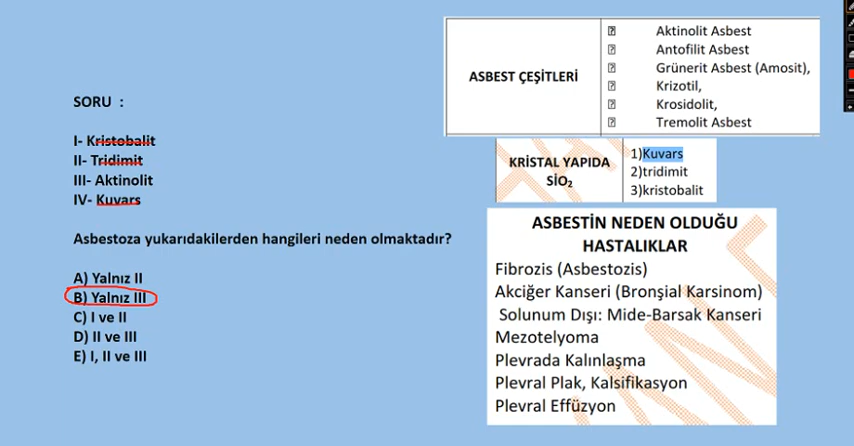 SORU :
I- Kristobalit
II- Tridimit
III- Aktinolit
IV- Kuvars
Asbestoza yukarıdakilerden hangileri neden olmaktadır?
A) Yalnız II
B) Yalnız III
C) I ve II
D) II ve III
E) I, II ve III
ASBEST ÇEŞİTLERİ
Aktinolit Asbest
Antofilit Asbest
Grünerit Asbest (Amosit),
Krizotil,
Krosidolit,
Tremolit Asbest
KRİSTAL YAPIDA
SİO₂
1)Kuvars
2)tridimit
3)kristobalit
ASBESTİN NEDEN OLDUĞU
HASTALIKLAR
Fibrozis (Asbestozis)
Akciğer Kanseri (Bronşial Karsinom)
Solunum Dışı: Mide-Barsak Kanseri
Mezotelyoma
Plevrada Kalınlaşma
Plevral Plak, Kalsifikasyon
Plevral Effüzyon